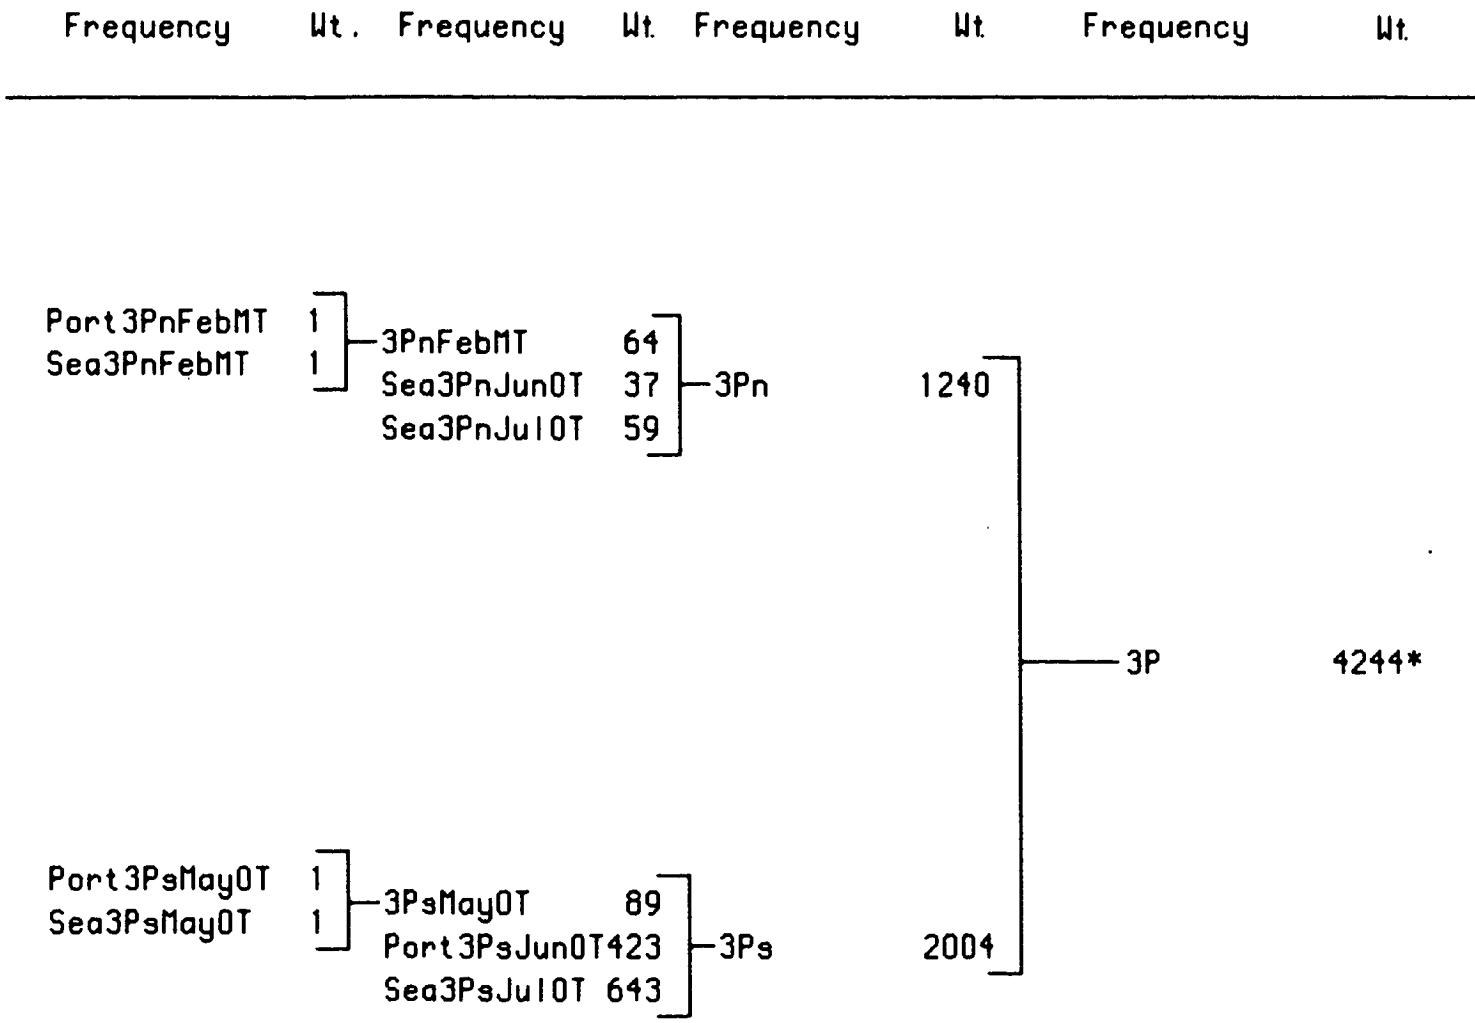 Frequency Wt. Frequency Wt. Frequency Wt. Frequency Wt.
Port3PnFebMT 1
Sea3PnFebMT 1
3PnFebMT 64
Sea3PnJunOT 37
Sea3PnJulOT 59
3Pn 1240
3P 4244*
Port3PsMayOT 1
Sea3PsMayOT 1
3PsMayOT 89
Port3PsJunOT423
Sea3PsJulOT 643
3Ps 2004